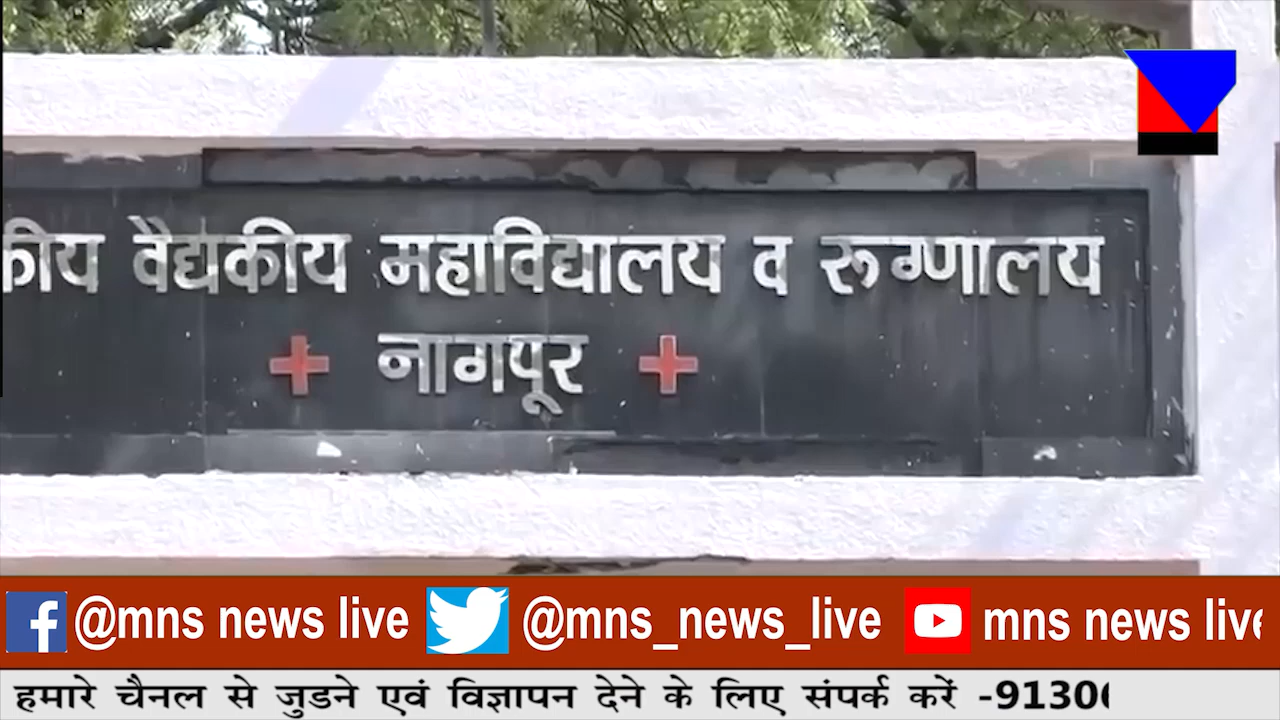 कीय वैद्यकीय महाविद्यालय व रूग्णालय
नागपूर
@mns news live @mns_news_live mns news live
हमारे चैनल से जुडने एवं विज्ञापन देने के लिए संपर्क करें -9130